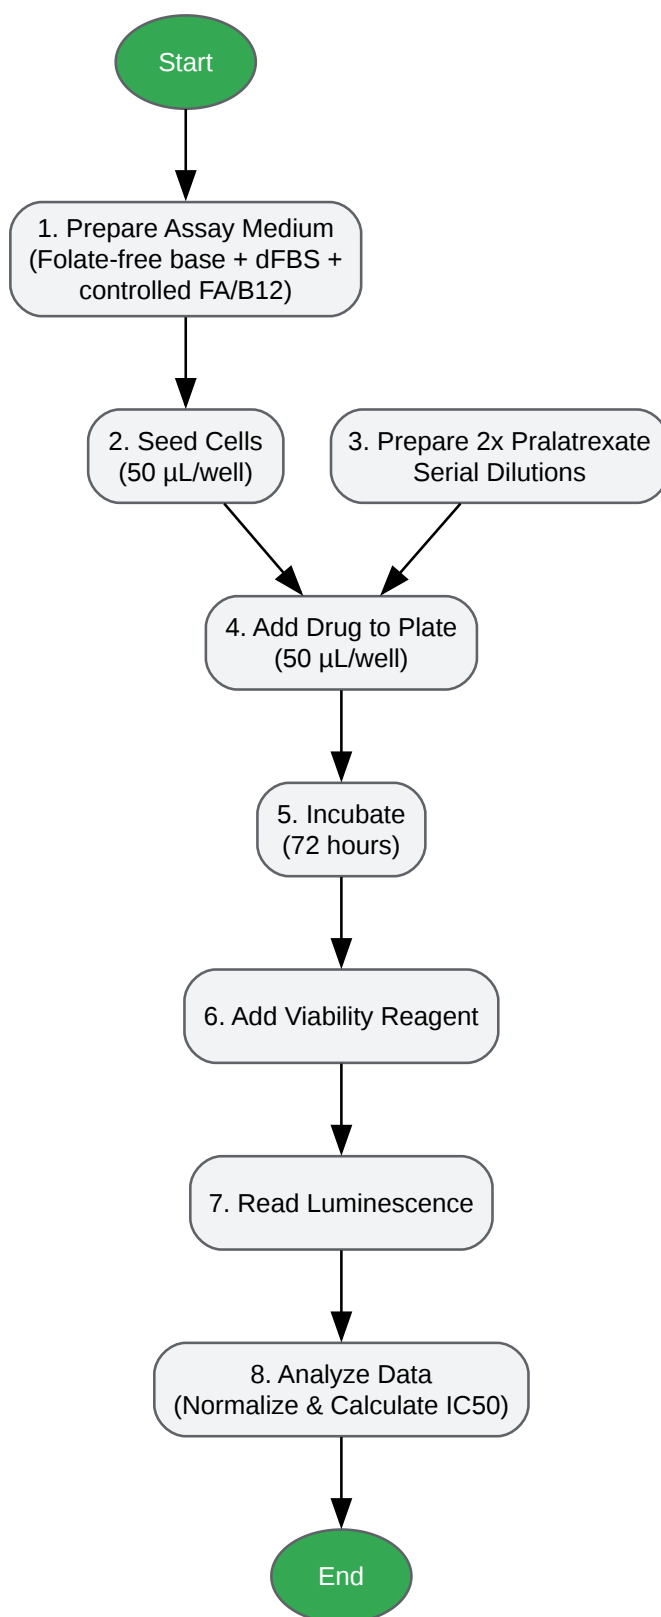 Start
1. Prepare Assay Medium
(Folate-free base + dFBS +
controlled FA/B12)
2. Seed Cells
(50 µL/well)
3. Prepare 2x Pralatrexate
Serial Dilutions
4. Add Drug to Plate
(50 µL/well)
5. Incubate
(72 hours)
6. Add Viability Reagent
7. Read Luminescence
8. Analyze Data
(Normalize & Calculate IC50)
End